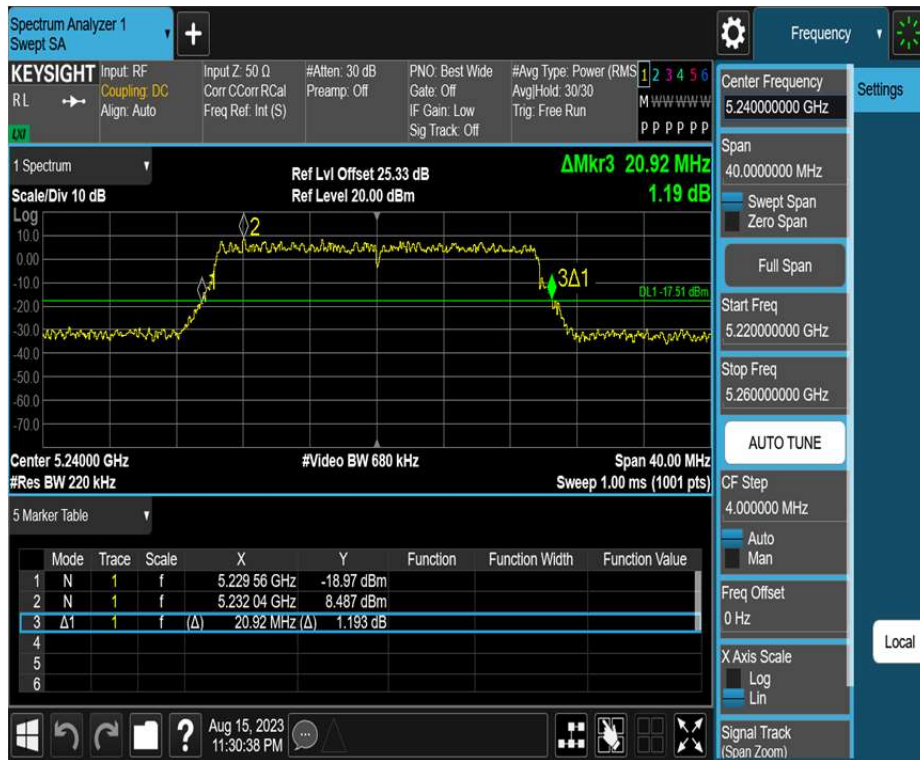 Spectrum Analyzer 1
Swept SA
+
Frequency
KEYSIGHT
RL
LXI
Input: RF
Coupling: DC
Align: Auto
Input Z: 50 Ω
Corr CCorr RCal
Freq Ref: Int (S)
#Atten: 30 dB
Preamp: Off
PNO: Best Wide
Gate: Off
IF Gain: Low
Sig Track: Off
#Avg Type: Power (RMS
Avg|Hold: 30/30
Trig: Free Run
1 2 3 4 5 6
M W W W W W
P P P P P P
1 Spectrum
Scale/Div 10 dB
Ref Lvl Offset 25.33 dB
Ref Level 20.00 dBm
ΔMkr3 20.92 MHz
1.19 dB
Log
10.0
0.00
-10.0
-20.0
-30.0
-40.0
-50.0
-60.0
-70.0
2
1
3Δ1
DL1 -17.51 dBm
Center 5.24000 GHz
#Video BW 680 kHz
Span 40.00 MHz
#Res BW 220 kHz
Sweep 1.00 ms (1001 pts)
5 Marker Table
Mode Trace Scale X Y Function Function Width Function Value
1 N 1 f 5.229 56 GHz -18.97 dBm
2 N 1 f 5.232 04 GHz 8.487 dBm
3 Δ1 1 f (Δ) 20.92 MHz (Δ) 1.193 dB
4
5
6
?
Aug 15, 2023
11:30:38 PM
Center Frequency
5.240000000 GHz
Settings
Span
40.0000000 MHz
Swept Span
Zero Span
Full Span
Start Freq
5.220000000 GHz
Stop Freq
5.260000000 GHz
AUTO TUNE
CF Step
4.000000 MHz
Auto
Man
Freq Offset
0 Hz
Local
X Axis Scale
Log
Lin
Signal Track
(Span Zoom)